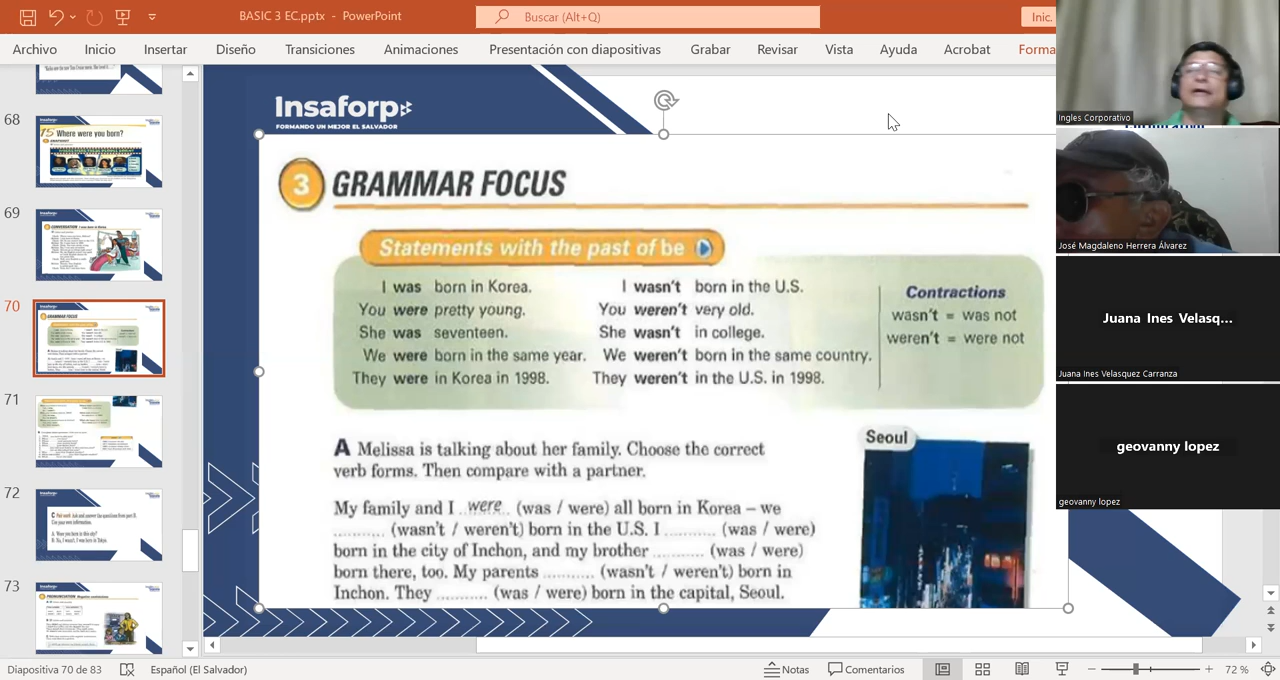 BASIC 3 EC.pptx - PowerPoint
Buscar (Alt+Q)
Inic.
Archivo Inicio Insertar Diseño Transiciones Animaciones Presentación con diapositivas Grabar Revisar Vista Ayuda Acrobat Forma
68
15 Where were you born?
69
70
71
72
73
Insaforp
FORMANDO UN MEJOR EL SALVADOR
3 GRAMMAR FOCUS
Statements with the past of be
I was born in Korea. I wasn't born in the U.S.
You were pretty young. You weren't very old.
She was seventeen. She wasn't in college.
We were born in the same year. We weren't born in the same country.
They were in Korea in 1998. They weren't in the U.S. in 1998.
Contractions
wasn't = was not
weren't = were not
A Melissa is talking about her family. Choose the correct
verb forms. Then compare with a partner.
My family and I ..were.. (was / were) all born in Korea – we
.......... (wasn't / weren't) born in the U.S. I .......... (was / were)
born in the city of Inchon, and my brother .......... (was / were)
born there, too. My parents .......... (wasn't / weren't) born in
Inchon. They .......... (was / were) born in the capital, Seoul.
Seoul
Ingles Corporativo
José Magdaleno Herrera Álvarez
Juana Ines Velasq...
Juana Ines Velasquez Carranza
geovanny lopez
geovanny lopez
Diapositiva 70 de 83
Español (El Salvador)
Notas
Comentarios
72 %